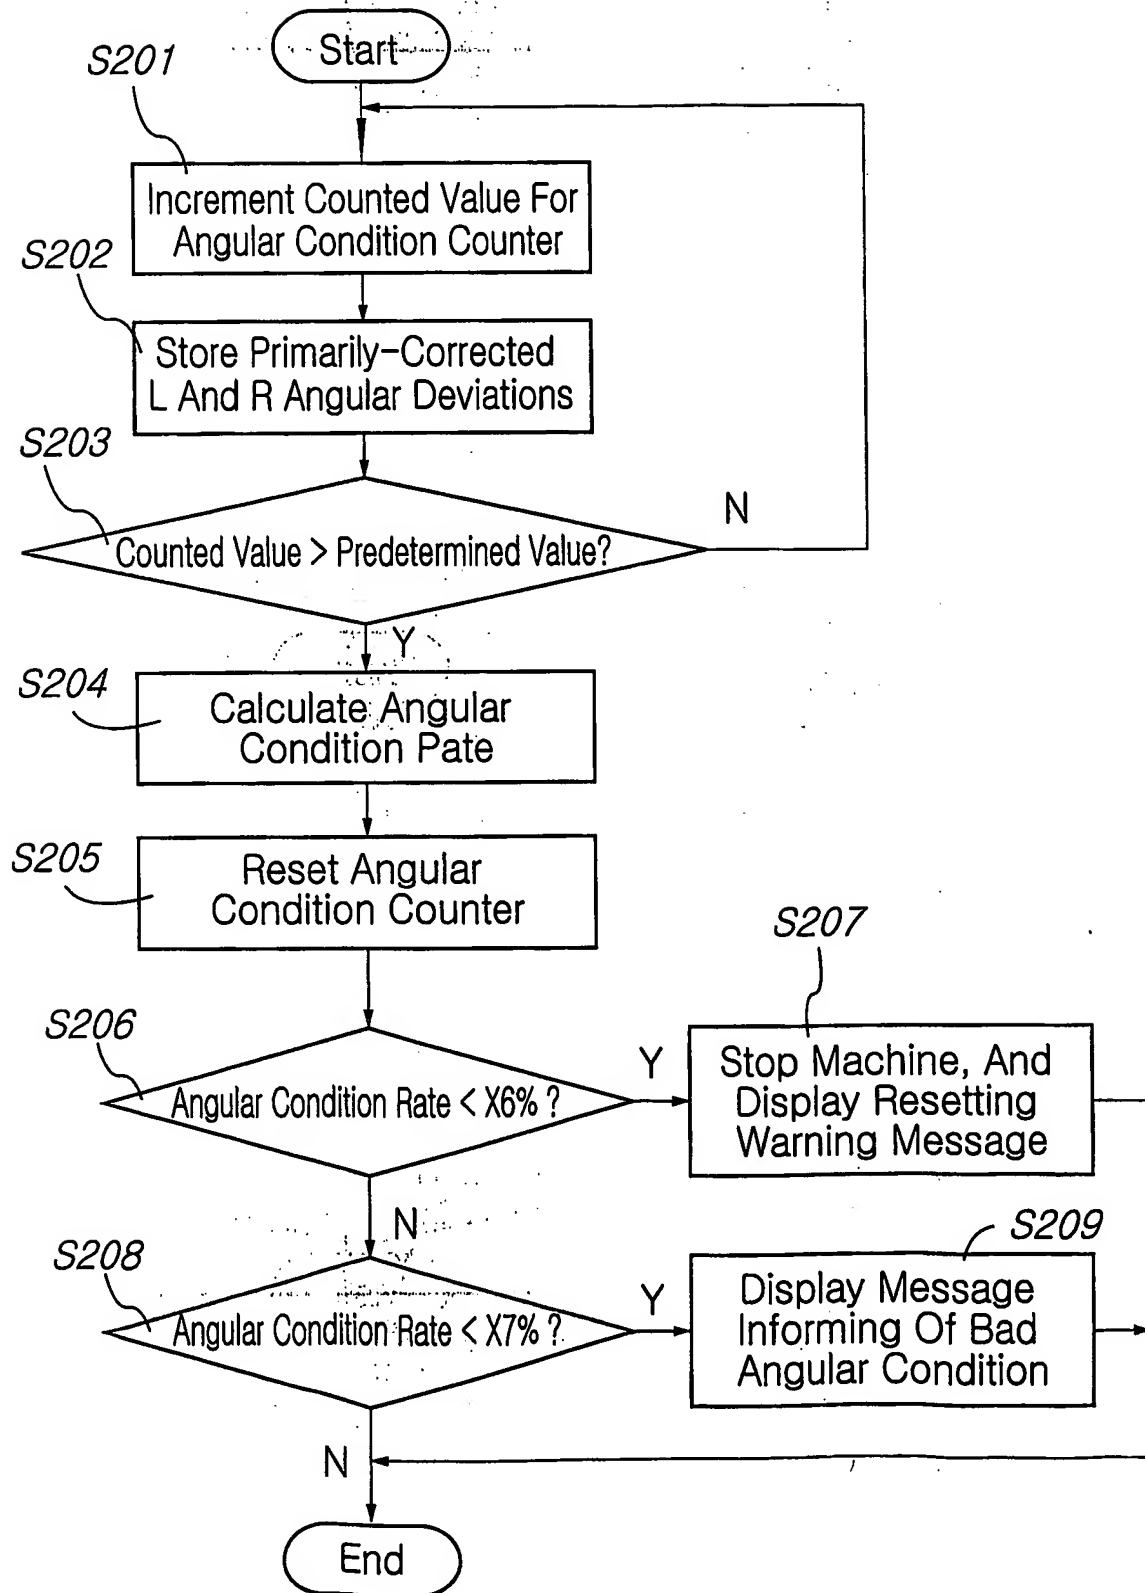 Start
S201
Increment Counted Value For
Angular Condition Counter
S202
Store Primarily-Corrected
L And R Angular Deviations
S203
Counted Value > Predetermined Value?
N
Y
S204
Calculate Angular
Condition Pate
S205
Reset Angular
Condition Counter
S206
Angular Condition Rate < X6% ?
Y
S207
Stop Machine, And
Display Resetting
Warning Message
N
S208
Angular Condition Rate < X7% ?
Y
S209
Display Message
Informing Of Bad
Angular Condition
N
End